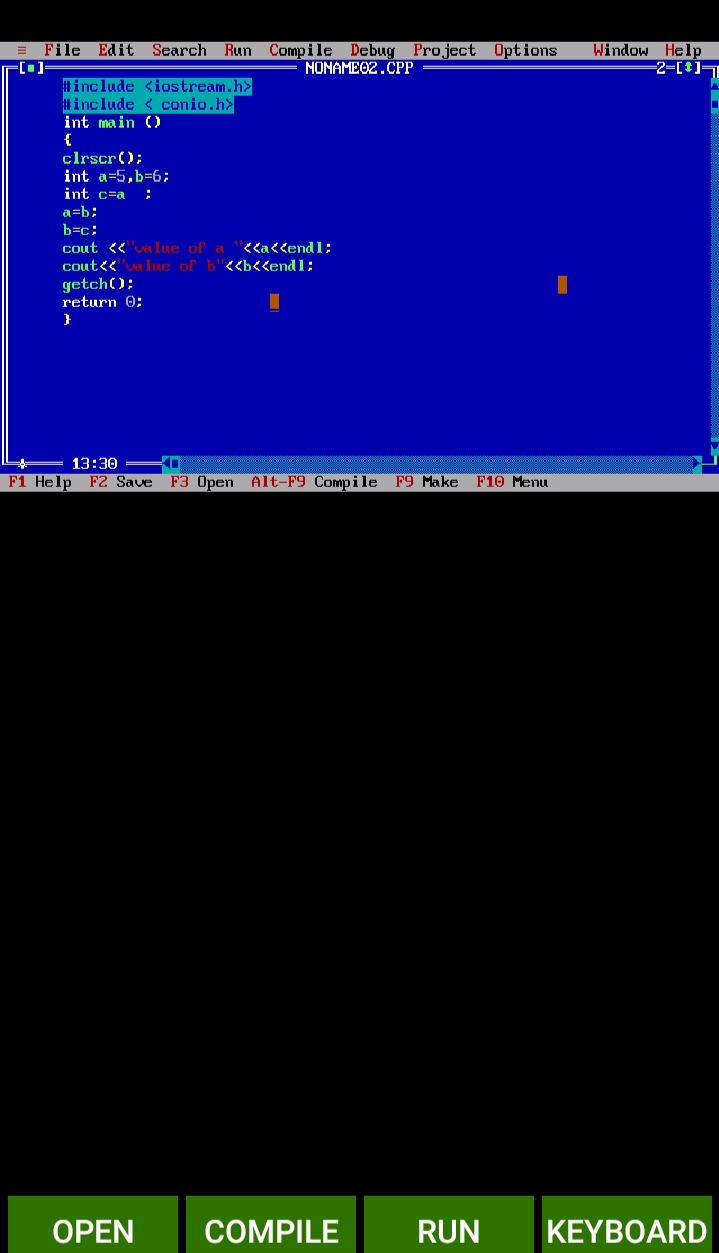 ≡ File Edit Search Run Compile Debug Project Options Window Help
[■] NONAME02.CPP 2=[↕]
#include <iostream.h>
#include < conio.h>
int main ()
{
clrscr();
int a=5,b=6;
int c=a  ;
a=b;
b=c;
cout <<"value of a "<<a<<endl;
cout<<"value of b"<<b<<endl;
getch();
return 0;
}
13:30
F1 Help F2 Save F3 Open Alt-F9 Compile F9 Make F10 Menu
OPEN COMPILE RUN KEYBOARD